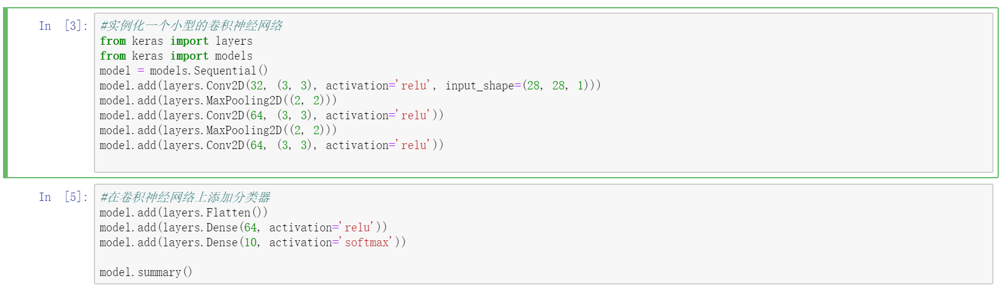 In [3]:
#实例化一个小型的卷积神经网络
from keras import layers
from keras import models
model = models.Sequential()
model.add(layers.Conv2D(32, (3, 3), activation='relu', input_shape=(28, 28, 1)))
model.add(layers.MaxPooling2D((2, 2)))
model.add(layers.Conv2D(64, (3, 3), activation='relu'))
model.add(layers.MaxPooling2D((2, 2)))
model.add(layers.Conv2D(64, (3, 3), activation='relu'))
In [5]:
#在卷积神经网络上添加分类器
model.add(layers.Flatten())
model.add(layers.Dense(64, activation='relu'))
model.add(layers.Dense(10, activation='softmax'))
model.summary()